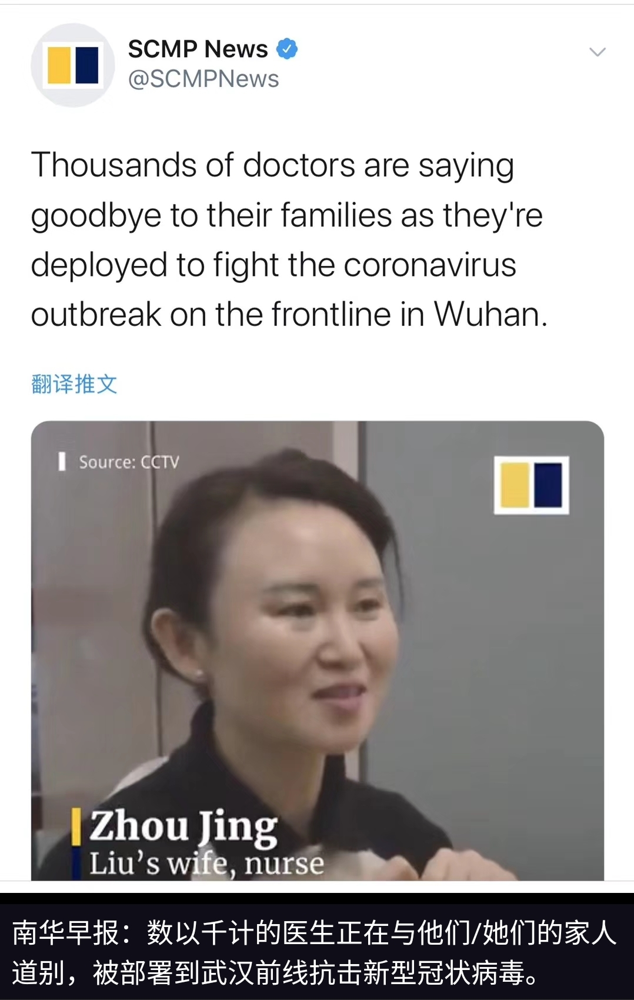 SCMP News
@SCMPNews
Thousands of doctors are saying
goodbye to their families as they're
deployed to fight the coronavirus
outbreak on the frontline in Wuhan.
翻译推文
Source: CCTV
Zhou Jing
Liu’s wife, nurse
南华早报：数以千计的医生正在与他们/她们的家人
道别，被部署到武汉前线抗击新型冠状病毒。